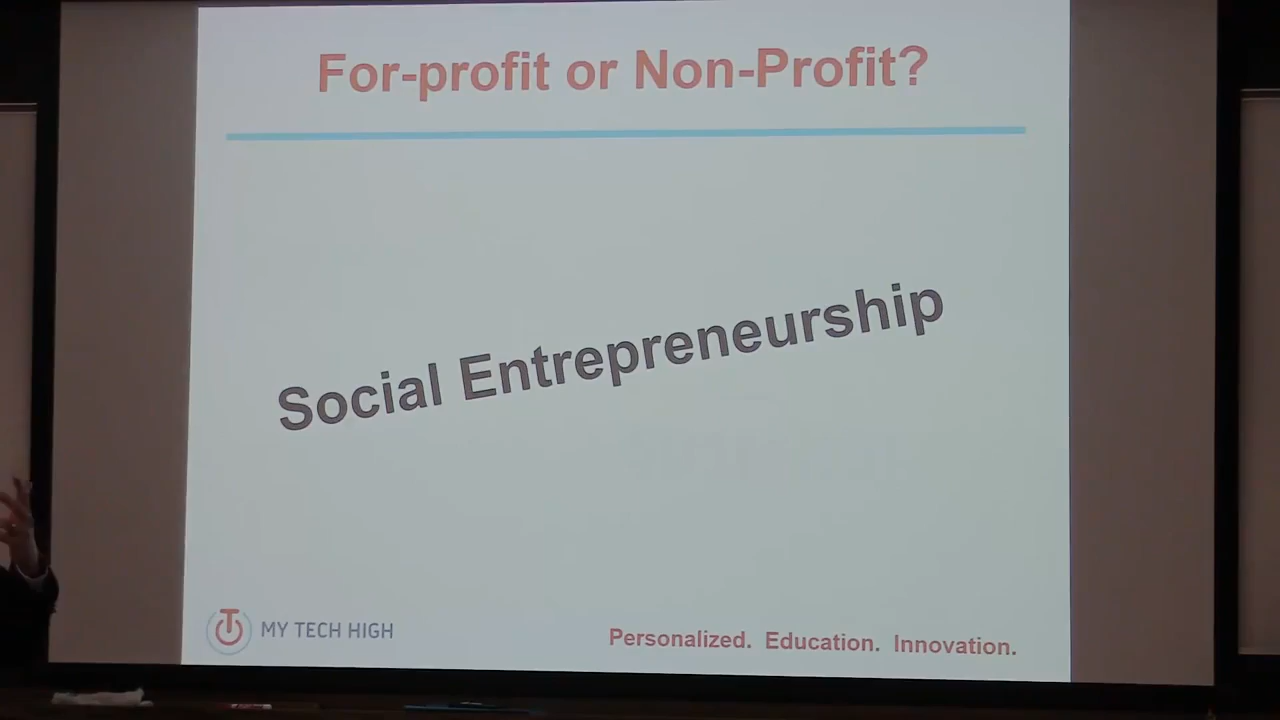 For-profit or Non-Profit?
Social Entrepreneurship
MY TECH HIGH
Personalized. Education. Innovation.